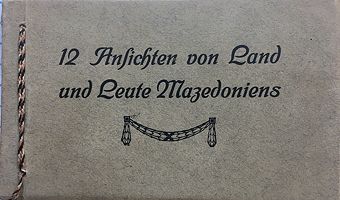 12 Ansichten von Land
und Leute Mazedoniens